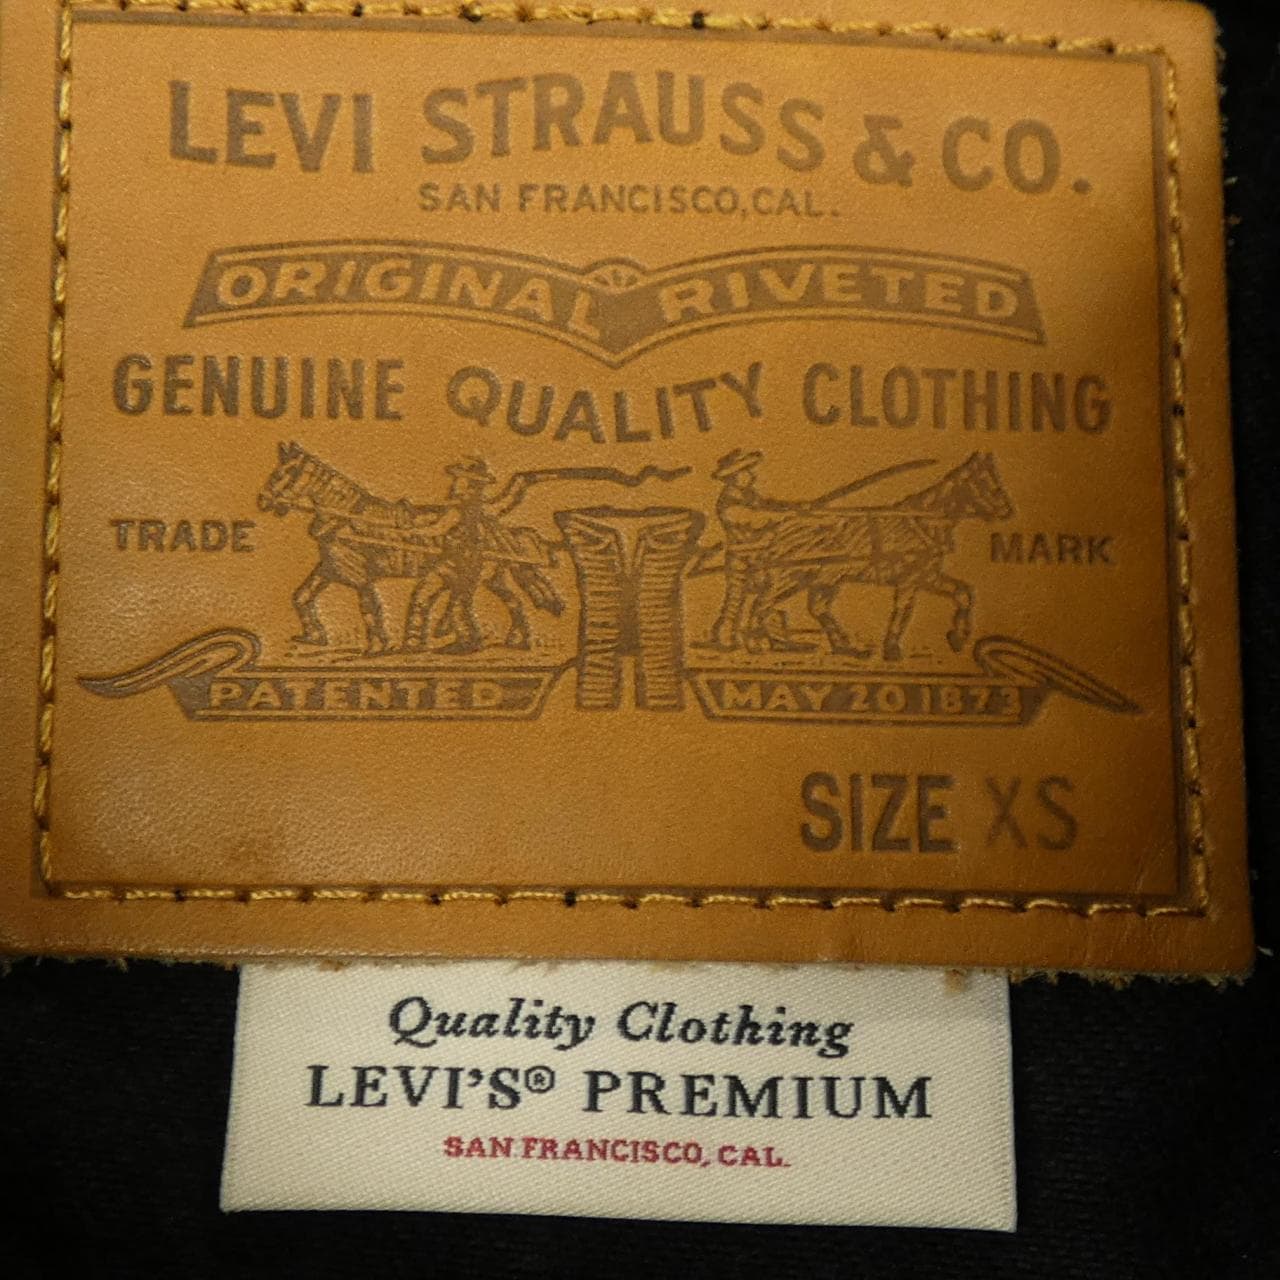 LEVI STRAUSS & CO.
SAN FRANCISCO, CAL.
ORIGINAL RIVETED
GENUINE QUALITY CLOTHING
TRADE MARK
PATENTED MAY 20 1873
SIZE XS
Quality Clothing
LEVI'S® PREMIUM
SAN FRANCISCO, CAL.